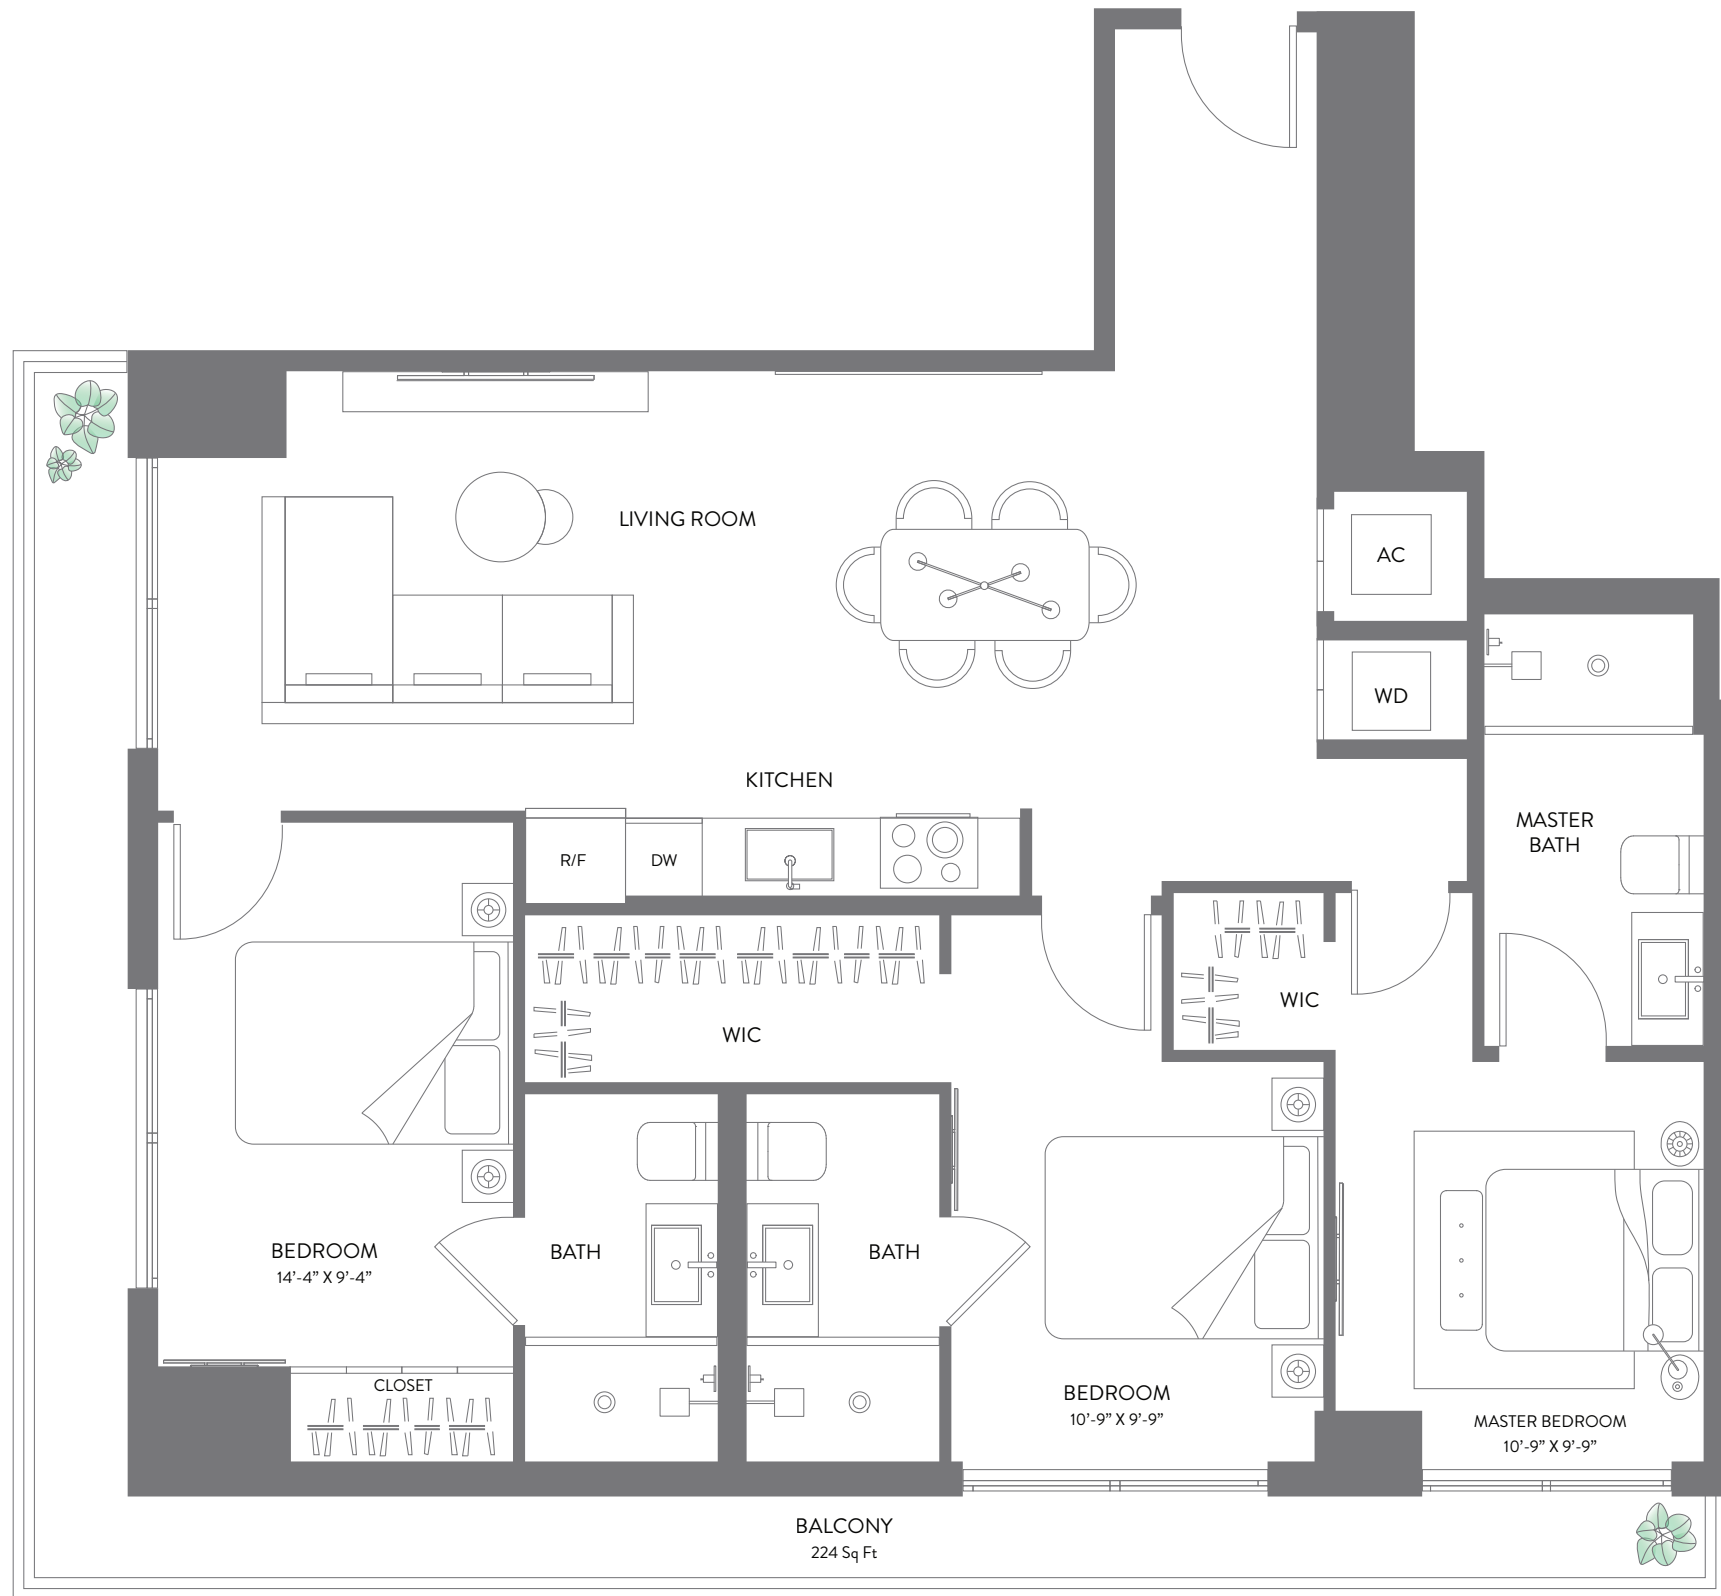 LIVING ROOM
AC
WD
KITCHEN
MASTER
BATH
R/F
DW
WIC
WIC
BEDROOM
14’-4” X 9’-4”
BATH
BATH
CLOSET
BEDROOM
10’-9” X 9’-9”
MASTER BEDROOM
10’-9” X 9’-9”
BALCONY
224 Sq Ft